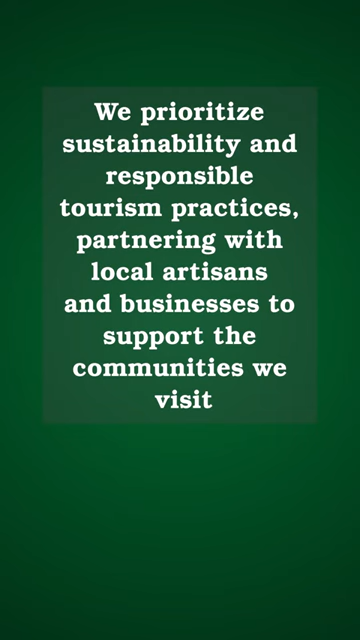 We prioritize
sustainability and
responsible
tourism practices,
partnering with
local artisans
and businesses to
support the
communities we
visit